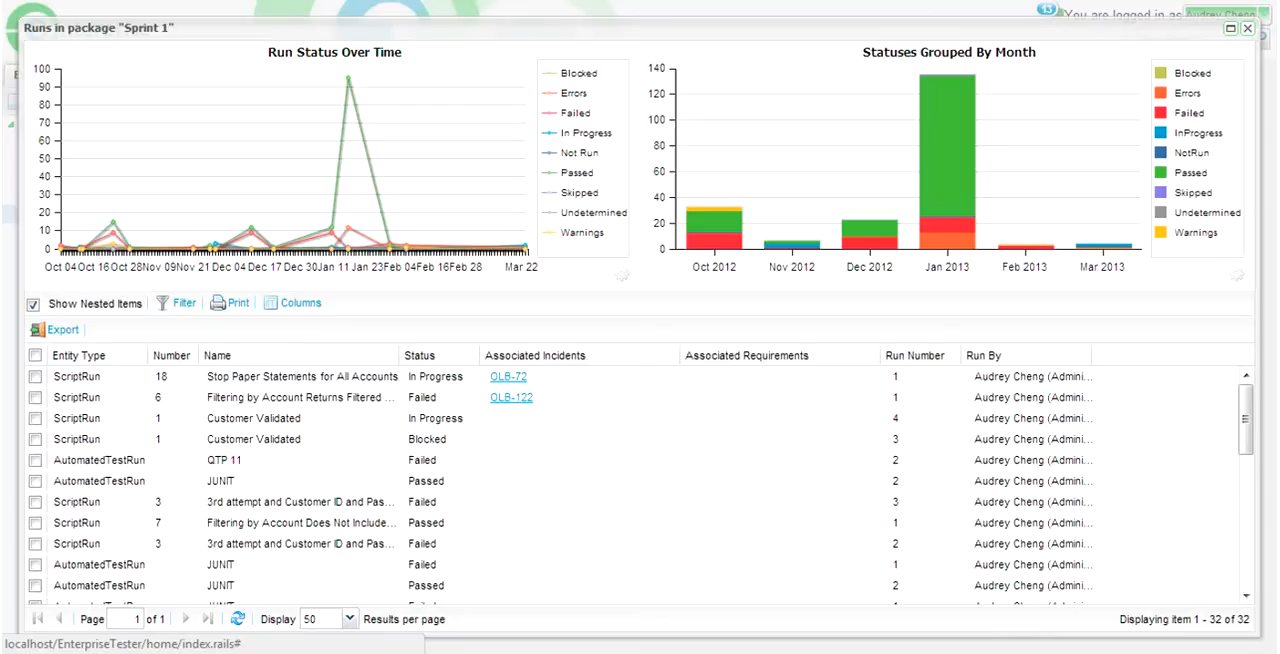 13 You are logged in as Audrey Cheng
Runs in package "Sprint 1"
Run Status Over Time
100
90
80
70
60
50
40
30
20
10
0
Oct 04 Oct 16 Oct 28 Nov 09 Nov 21 Dec 04 Dec 17 Dec 30 Jan 11 Jan 23 Feb 04 Feb 16 Feb 28 Mar 22
Blocked
Errors
Failed
In Progress
Not Run
Passed
Skipped
Undetermined
Warnings
Statuses Grouped By Month
140
120
100
80
60
40
20
0
Oct 2012 Nov 2012 Dec 2012 Jan 2013 Feb 2013 Mar 2013
Blocked
Errors
Failed
InProgress
NotRun
Passed
Skipped
Undetermined
Warnings
Show Nested Items Filter Print Columns
Export
Entity Type Number Name Status Associated Incidents Associated Requirements Run Number Run By
ScriptRun 18 Stop Paper Statements for All Accounts In Progress OLB-72 1 Audrey Cheng (Admini...
ScriptRun 6 Filtering by Account Returns Filtered ... Failed OLB-122 1 Audrey Cheng (Admini...
ScriptRun 1 Customer Validated In Progress 4 Audrey Cheng (Admini...
ScriptRun 1 Customer Validated Blocked 3 Audrey Cheng (Admini...
AutomatedTestRun QTP 11 Failed 2 Audrey Cheng (Admini...
AutomatedTestRun JUNIT Passed 2 Audrey Cheng (Admini...
ScriptRun 3 3rd attempt and Customer ID and Pas... Failed 3 Audrey Cheng (Admini...
ScriptRun 7 Filtering by Account Does Not Include... Passed 1 Audrey Cheng (Admini...
ScriptRun 3 3rd attempt and Customer ID and Pas... Failed 2 Audrey Cheng (Admini...
AutomatedTestRun JUNIT Failed 1 Audrey Cheng (Admini...
AutomatedTestRun JUNIT Passed 2 Audrey Cheng (Admini...
Page 1 of 1 Display 50 Results per page Displaying item 1 - 32 of 32
localhost/EnterpriseTester/home/index.rails#